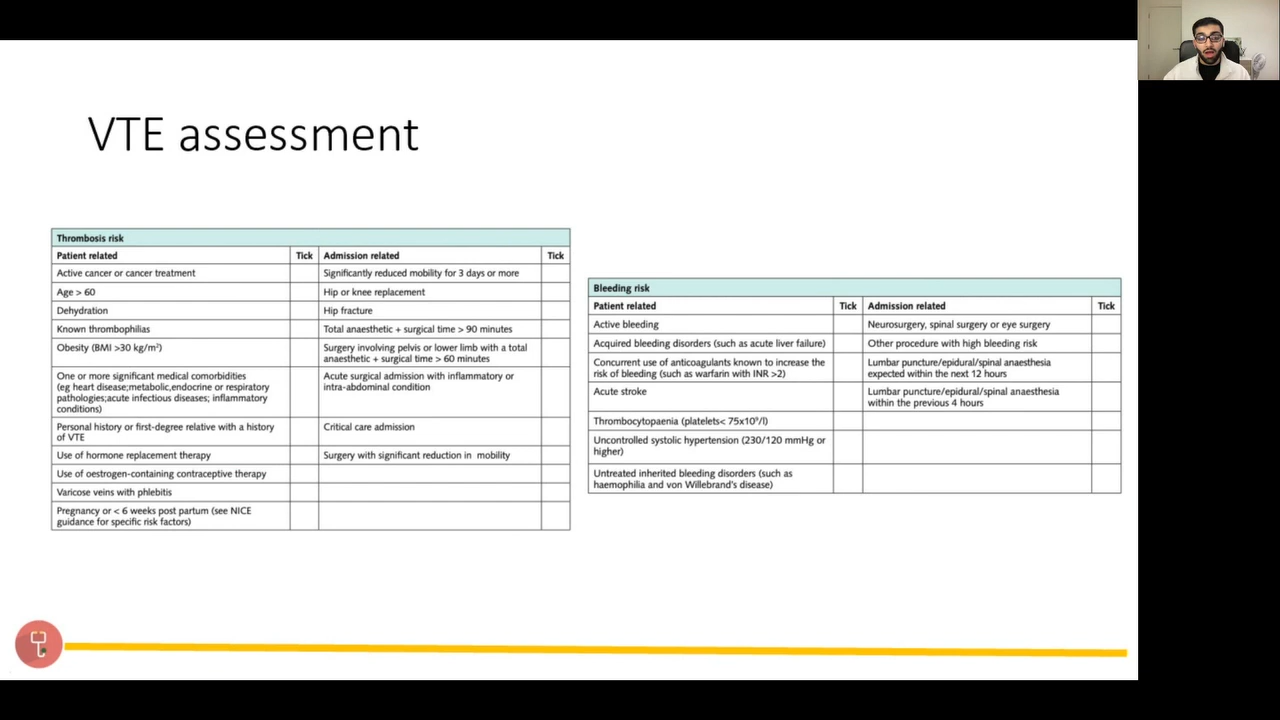 VTE assessment
Thrombosis risk
Patient related Tick Admission related Tick
Active cancer or cancer treatment Significantly reduced mobility for 3 days or more
Age > 60 Hip or knee replacement
Dehydration Hip fracture
Known thrombophilias Total anaesthetic + surgical time > 90 minutes
Obesity (BMI >30 kg/m²) Surgery involving pelvis or lower limb with a total
anaesthetic + surgical time > 60 minutes
One or more significant medical comorbidities Acute surgical admission with inflammatory or
(eg heart disease;metabolic,endocrine or respiratory intra-abdominal condition
pathologies;acute infectious diseases; inflammatory
conditions)
Personal history or first-degree relative with a history Critical care admission
of VTE
Use of hormone replacement therapy Surgery with significant reduction in mobility
Use of oestrogen-containing contraceptive therapy
Varicose veins with phlebitis
Pregnancy or < 6 weeks post partum (see NICE
guidance for specific risk factors)
Bleeding risk
Patient related Tick Admission related Tick
Active bleeding Neurosurgery, spinal surgery or eye surgery
Acquired bleeding disorders (such as acute liver failure) Other procedure with high bleeding risk
Concurrent use of anticoagulants known to increase the Lumbar puncture/epidural/spinal anaesthesia
risk of bleeding (such as warfarin with INR >2) expected within the next 12 hours
Acute stroke Lumbar puncture/epidural/spinal anaesthesia
within the previous 4 hours
Thrombocytopaenia (platelets< 75x10⁹/l)
Uncontrolled systolic hypertension (230/120 mmHg or
higher)
Untreated inherited bleeding disorders (such as
haemophilia and von Willebrand's disease)